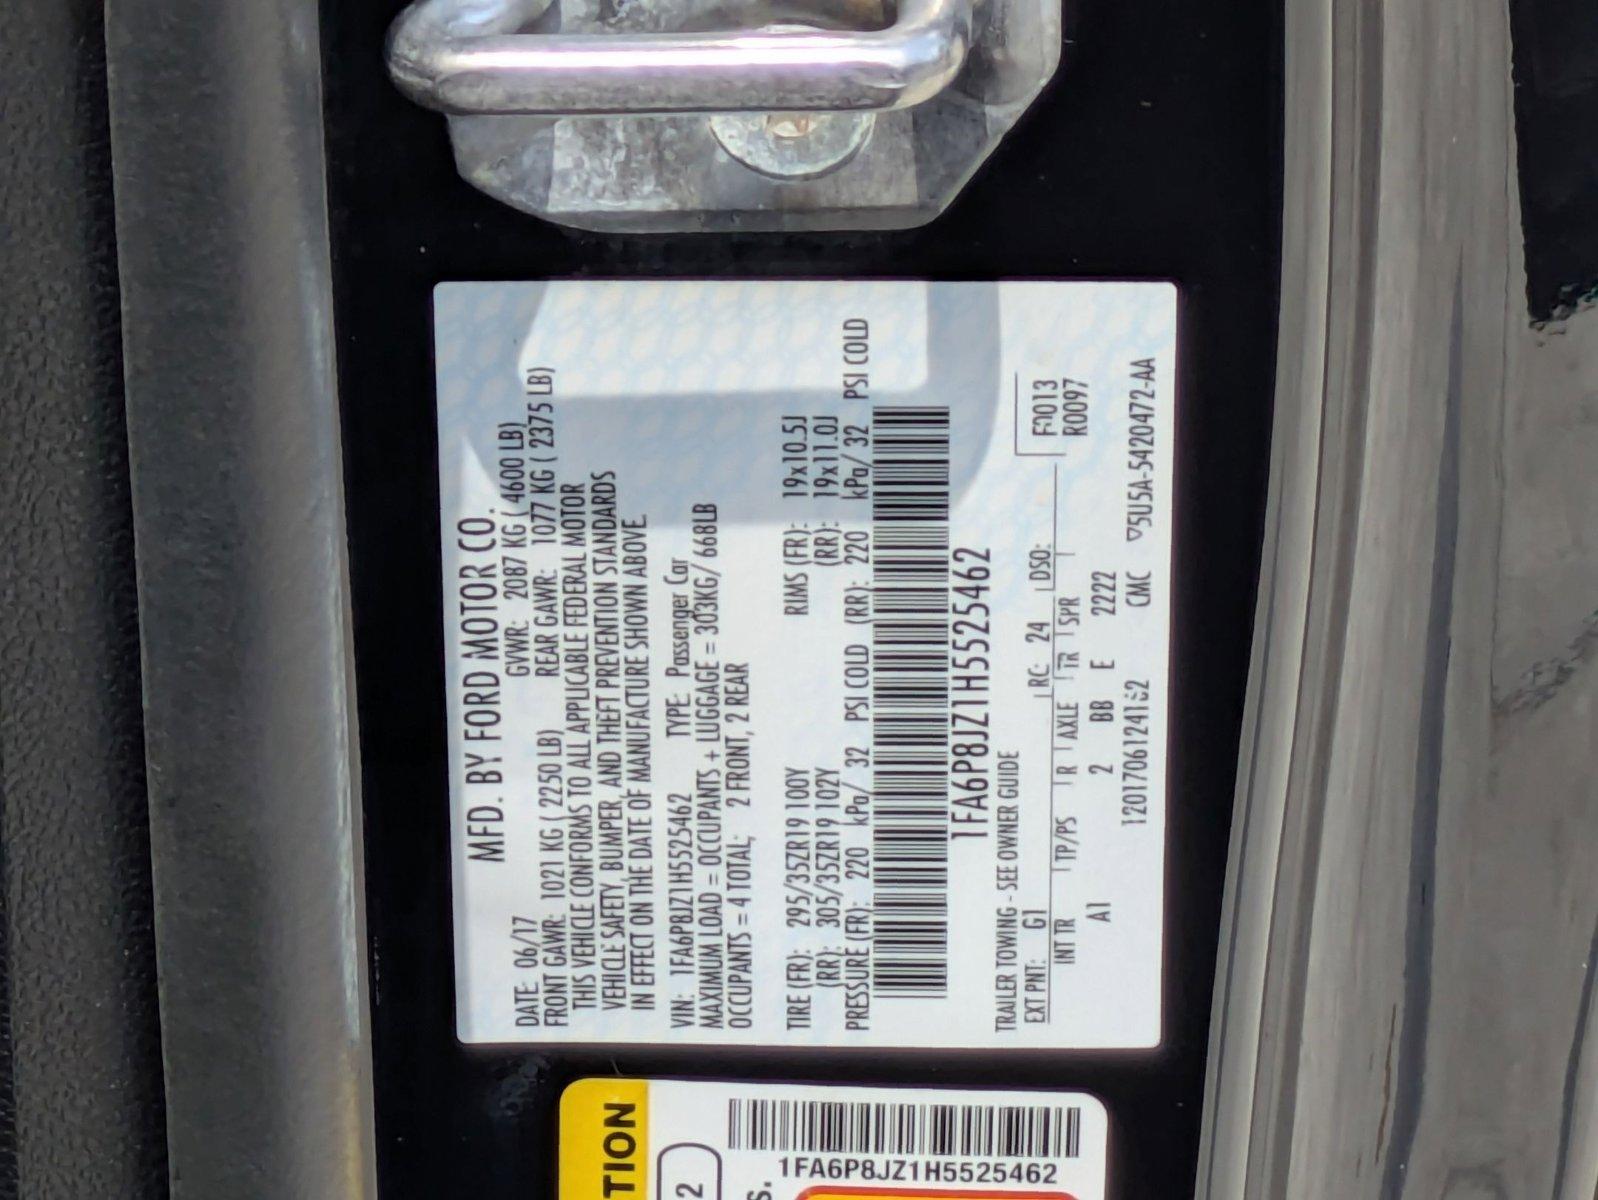 MFD. BY FORD MOTOR CO.
DATE: 06/17 GVWR: 2087 KG ( 4600 LB)
FRONT GAWR: 1021 KG ( 2250 LB) REAR GAWR: 1077 KG ( 2375 LB)
THIS VEHICLE CONFORMS TO ALL APPLICABLE FEDERAL MOTOR
VEHICLE SAFETY, BUMPER, AND THEFT PREVENTION STANDARDS
IN EFFECT ON THE DATE OF MANUFACTURE SHOWN ABOVE.
VIN: 1FA6P8JZ1H5525462 TYPE: Passenger Car
MAXIMUM LOAD = OCCUPANTS + LUGGAGE = 303KG/ 668LB
OCCUPANTS = 4 TOTAL; 2 FRONT, 2 REAR
TIRE (FR): 295/35ZR19 100Y RIMS (FR): 19x10.5J
(RR): 305/35ZR19 102Y (RR): 19x11.0J
PRESSURE (FR): 220 kPa/ 32 PSI COLD (RR): 220 kPa/ 32 PSI COLD
1FA6P8JZ1H5525462
TRAILER TOWING - SEE OWNER GUIDE
EXT PNT: G1 RC: 24 DSO: F0013
INT TR TP/PS R AXLE TR SPR R0097
A1 2 BB E 2222
CMC ▽5U5A-5420472-AA
TION
2
S.
1FA6P8JZ1H5525462